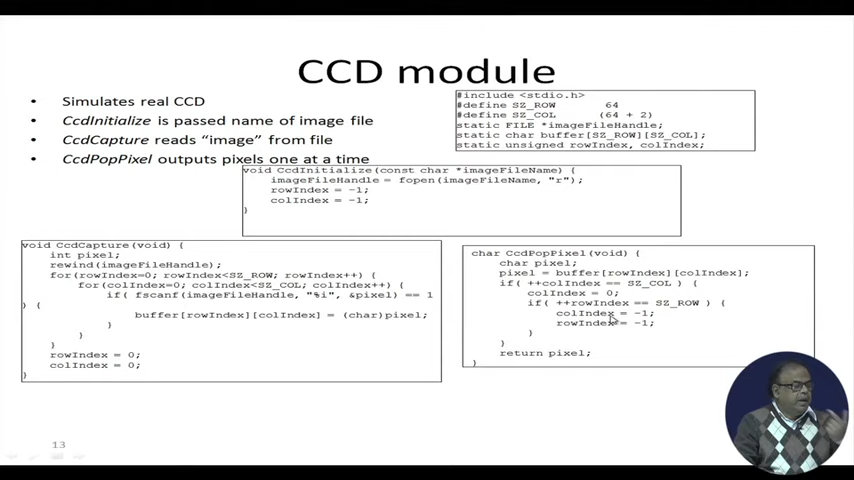 CCD module
• Simulates real CCD
• CcdInitialize is passed name of image file
• CcdCapture reads “image” from file
• CcdPopPixel outputs pixels one at a time
#include <stdio.h>
#define SZ_ROW 64
#define SZ_COL (64 + 2)
static FILE *imageFileHandle;
static char buffer[SZ_ROW][SZ_COL];
static unsigned rowIndex, colIndex;
void CcdInitialize(const char *imageFileName) {
imageFileHandle = fopen(imageFileName, "r");
rowIndex = -1;
colIndex = -1;
}
void CcdCapture(void) {
int pixel;
rewind(imageFileHandle);
for(rowIndex=0; rowIndex<SZ_ROW; rowIndex++) {
for(colIndex=0; colIndex<SZ_COL; colIndex++) {
if( fscanf(imageFileHandle, "%i", &pixel) == 1
) {
buffer[rowIndex][colIndex] = (char)pixel;
}
}
}
rowIndex = 0;
colIndex = 0;
}
char CcdPopPixel(void) {
char pixel;
pixel = buffer[rowIndex][colIndex];
if( ++colIndex == SZ_COL ) {
colIndex = 0;
if( ++rowIndex == SZ_ROW ) {
colIndex = -1;
rowIndex = -1;
}
}
return pixel;
}
13